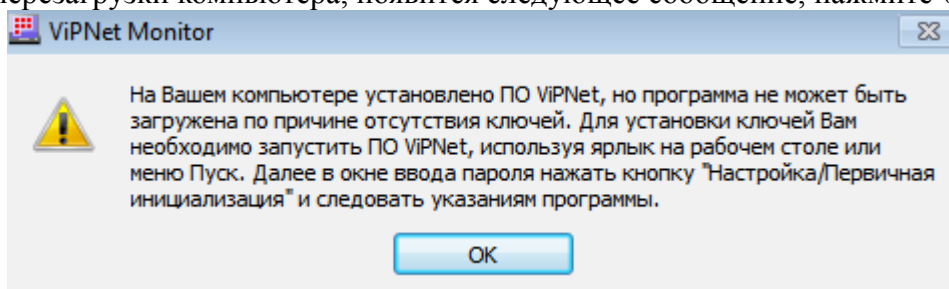 перезагрузки компьютера, появится следующее сообщение, нажмите
ViPNet Monitor
На Вашем компьютере установлено ПО ViPNet, но программа не может быть
загружена по причине отсутствия ключей. Для установки ключей Вам
необходимо запустить ПО ViPNet, используя ярлык на рабочем столе или
меню Пуск. Далее в окне ввода пароля нажать кнопку "Настройка/Первичная
инициализация" и следовать указаниям программы.
OK